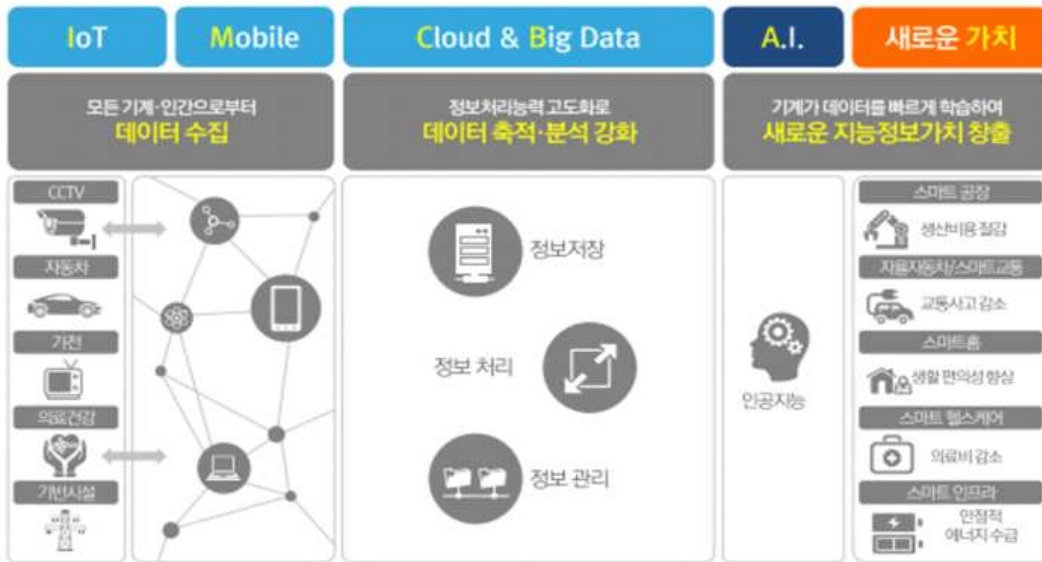 IoT
Mobile
Cloud & Big Data
A.I.
새로운 가치
모든 기계·인간으로부터
데이터 수집
정보처리능력 고도화로
데이터 축적·분석 강화
기계가 데이터를 빠르게 학습하여
새로운 지능정보가치 창출
CCTV
자동차
가전
의료건강
기반시설
정보저장
정보 처리
정보 관리
인공지능
스마트 공장
생산비용 절감
자율자동차/스마트교통
교통사고 감소
스마트홈
생활 편의성 향상
스마트 헬스케어
의료비 감소
스마트 인프라
안정적
에너지 수급